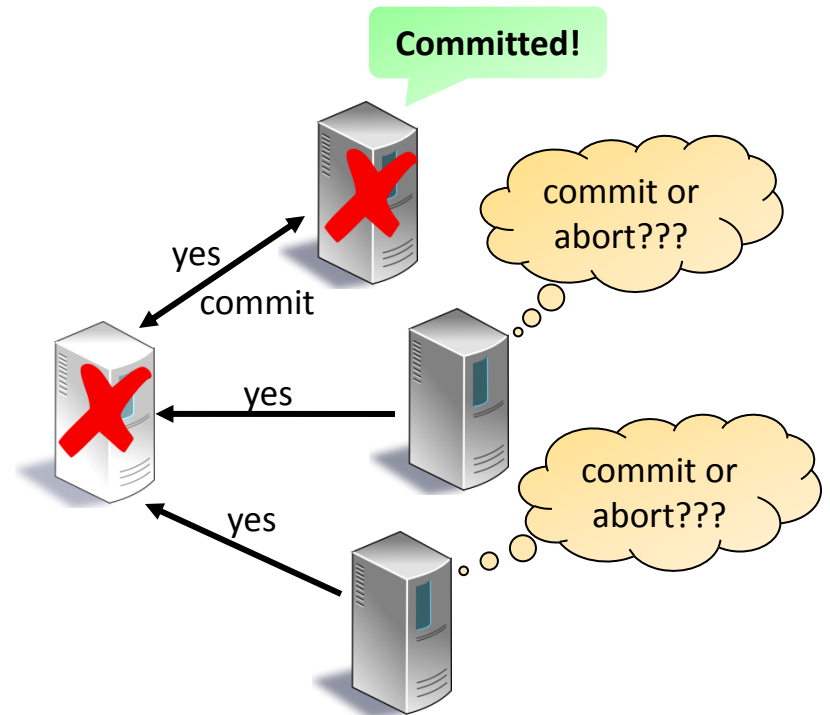 Committed!
commit or
abort???
yes
commit
yes
commit or
abort???
yes